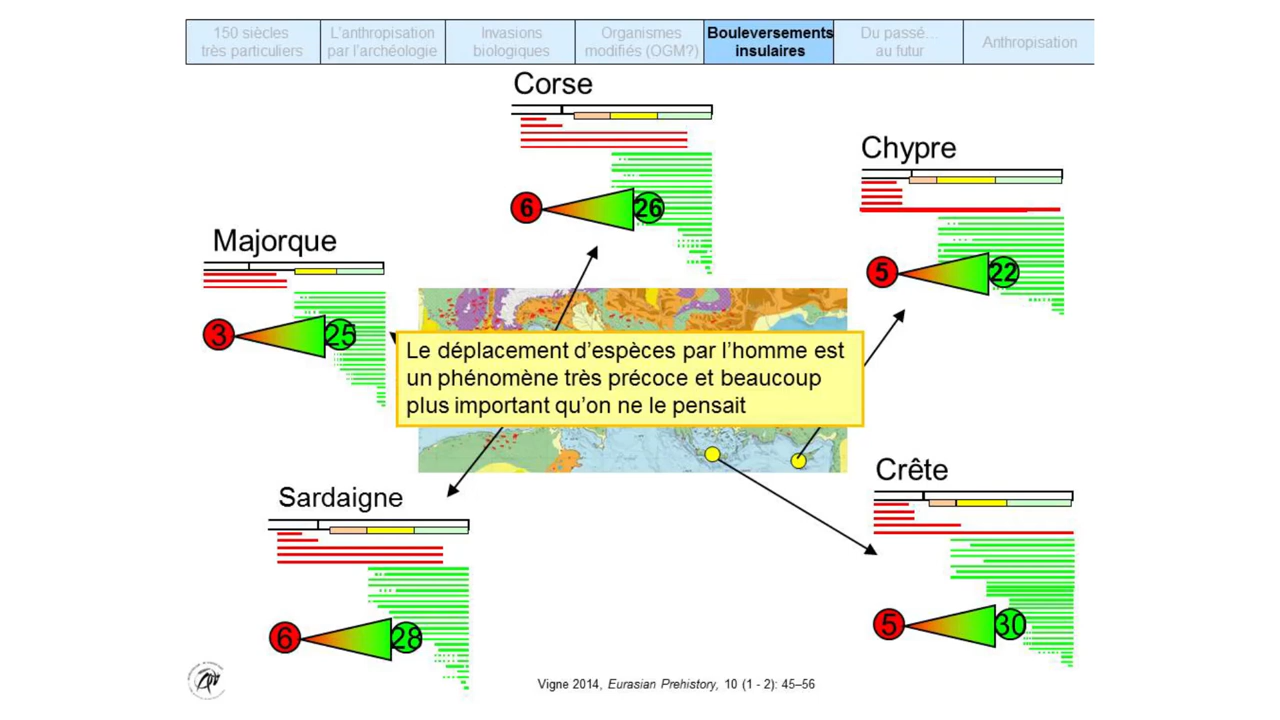 150 siècles
très particuliers
L'anthropisation
par l'archéologie
Invasions
biologiques
Organismes
modifiés (OGM?)
Bouleversements
insulaires
Du passé...
au futur
Anthropisation
Corse
6
26
Chypre
5
22
Majorque
3
25
Le déplacement d'espèces par l'homme est
un phénomène très précoce et beaucoup
plus important qu'on ne le pensait
Sardaigne
6
28
Crête
5
30
Vigne 2014, Eurasian Prehistory, 10 (1 - 2): 45–56